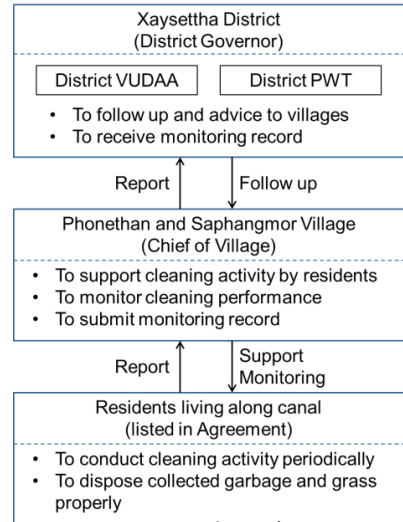 Xaysettha District
(District Governor)
District VUDAA
District PWT
• To follow up and advice to villages
• To receive monitoring record
Report
Follow up
Phonethan and Saphangmor Village
(Chief of Village)
• To support cleaning activity by residents
• To monitor cleaning performance
• To submit monitoring record
Report
Support
Monitoring
Residents living along canal
(listed in Agreement)
• To conduct cleaning activity periodically
• To dispose collected garbage and grass
properly